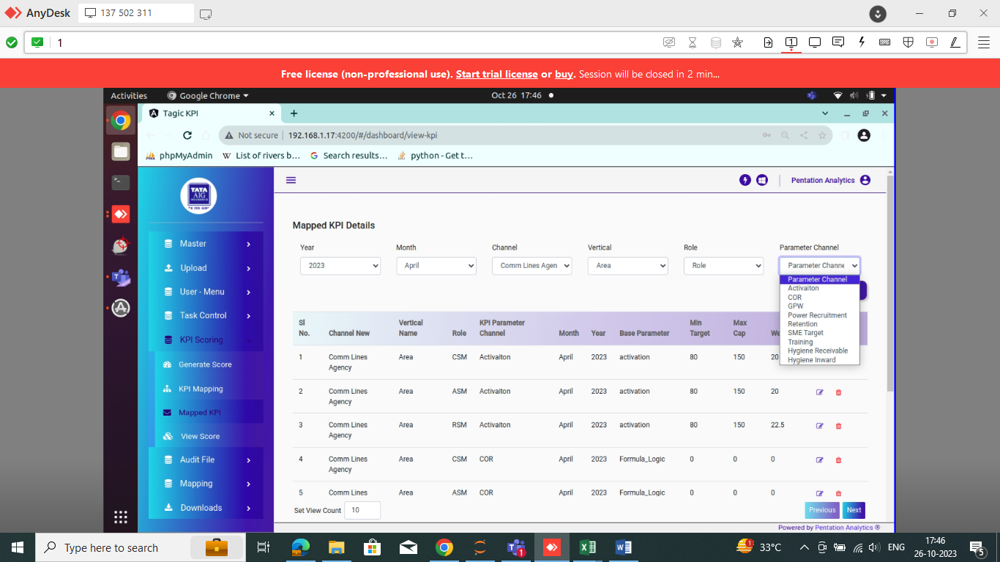 AnyDesk 137 502 311
1
Free license (non-professional use). Start trial license or buy. Session will be closed in 2 min...
Activities Google Chrome Oct 26 17:46
Tagic KPI
Not secure 192.168.1.17:4200/#/dashboard/view-kpi
phpMyAdmin List of rivers b... Search results... python - Get t...
TATA
AIG
INSURANCE
Pentation Analytics
Master
Upload
User - Menu
Task Control
KPI Scoring
Generate Score
KPI Mapping
Mapped KPI
View Score
Audit File
Mapping
Downloads
Mapped KPI Details
Year Month Channel Vertical Role Parameter Channel
2023 April Comm Lines Agen Area Role Parameter Channe
Parameter Channel
Activaiton
COR
GPW
Power Recruitment
Retention
SME Target
Training
Hygiene Receivable
Hygiene Inward
Sl Vertical KPI Parameter Min Max
No. Channel New Name Role Channel Month Year Base Parameter Target Cap We
1 Comm Lines Area CSM Activaiton April 2023 activation 80 150 20
Agency
2 Comm Lines Area ASM Activaiton April 2023 activation 80 150 20
Agency
3 Comm Lines Area RSM Activaiton April 2023 activation 80 150 22.5
Agency
4 Comm Lines Area CSM COR April 2023 Formula_Logic 0 0 0
Agency
5 Comm Lines Area ASM COR April 2023 Formula_Logic 0 0 0
Set View Count 10 Previous Next
Powered by Pentation Analytics ®
Type here to search 1 1 33°C ENG 17:46
26-10-2023 5